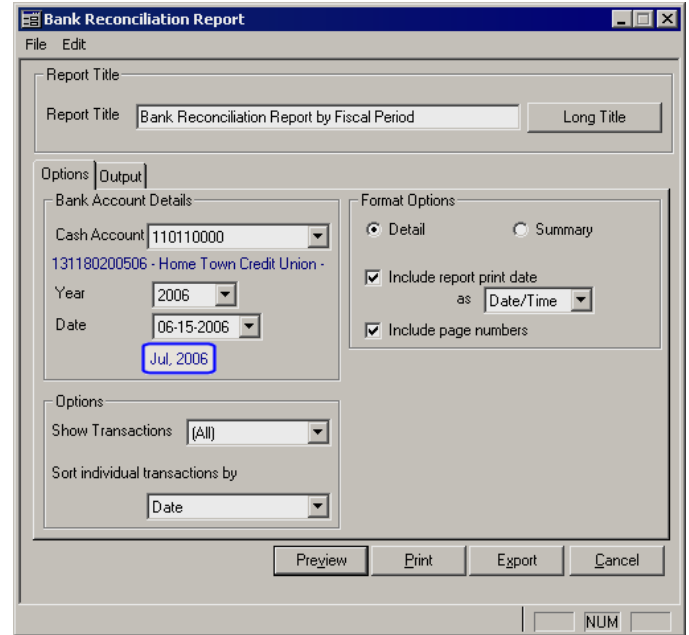 Bank Reconciliation Report
File Edit
Report Title
Report Title Bank Reconciliation Report by Fiscal Period Long Title
Options Output
Bank Account Details
Cash Account 110110000
131180200506 - Home Town Credit Union -
Year 2006
Date 06-15-2006
Jul, 2006
Format Options
Detail Summary
Include report print date
as Date/Time
Include page numbers
Options
Show Transactions (All)
Sort individual transactions by
Date
Preview Print Export Cancel
NUM